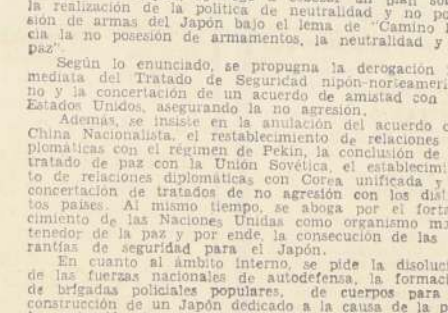 la realización de la política de neutralidad y no po
sión de armas del Japón bajo el lema de "Camino
cia la no posesión de armamentos, la neutralidad y
paz".
Según lo enunciado, se propugna la derogación
mediata del Tratado de Seguridad nipón-norteameri
no y la concertación de un acuerdo de amistad con
Estados Unidos, asegurando la no agresión.
Además, se insiste en la anulación del acuerdo c
China Nacionalista. el restablecimiento de relaciones
plomáticas con el régimen de Pekín, la conclusión de
tratado de paz con la Unión Sovética, el establecimi
to de relaciones diplomáticas con Corea unificada y
concertación de tratados de no agresión con los dist
tos países. Al mismo tiempo, se aboga por el forta
cimiento de las Naciones Unidas como organismo ma
tenedor de la paz y por ende, la consecución de las
rantías de seguridad para el Japón.
En cuanto al ámbito interno, se pide la disoluci
de las fuerzas nacionales de autodefensa, la formaci
de brigadas policiales populares, de cuerpos para
construcción de un Japón dedicado a la causa de la p